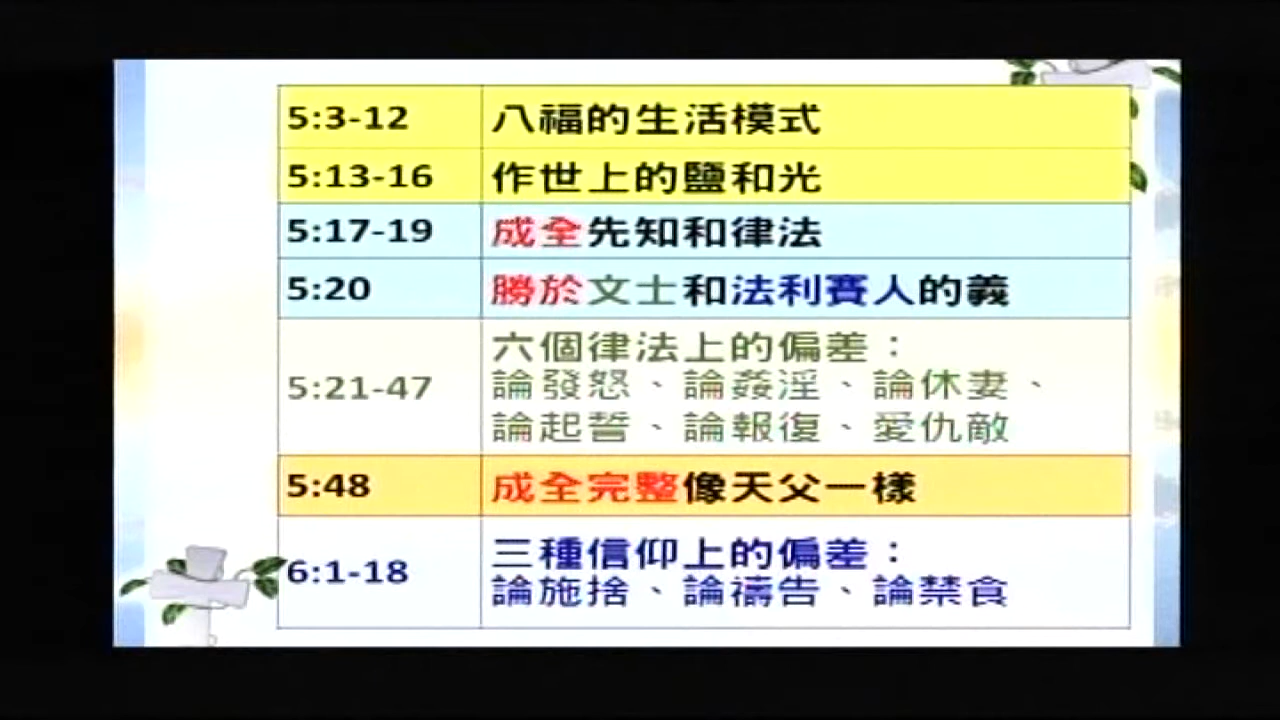 5:3-12 八福的生活模式
5:13-16 作世上的鹽和光
5:17-19 成全先知和律法
5:20 勝於文士和法利賽人的義
5:21-47 六個律法上的偏差：
論發怒、論姦淫、論休妻、
論起誓、論報復、愛仇敵
5:48 成全完整像天父一樣
6:1-18 三種信仰上的偏差：
論施捨、論禱告、論禁食